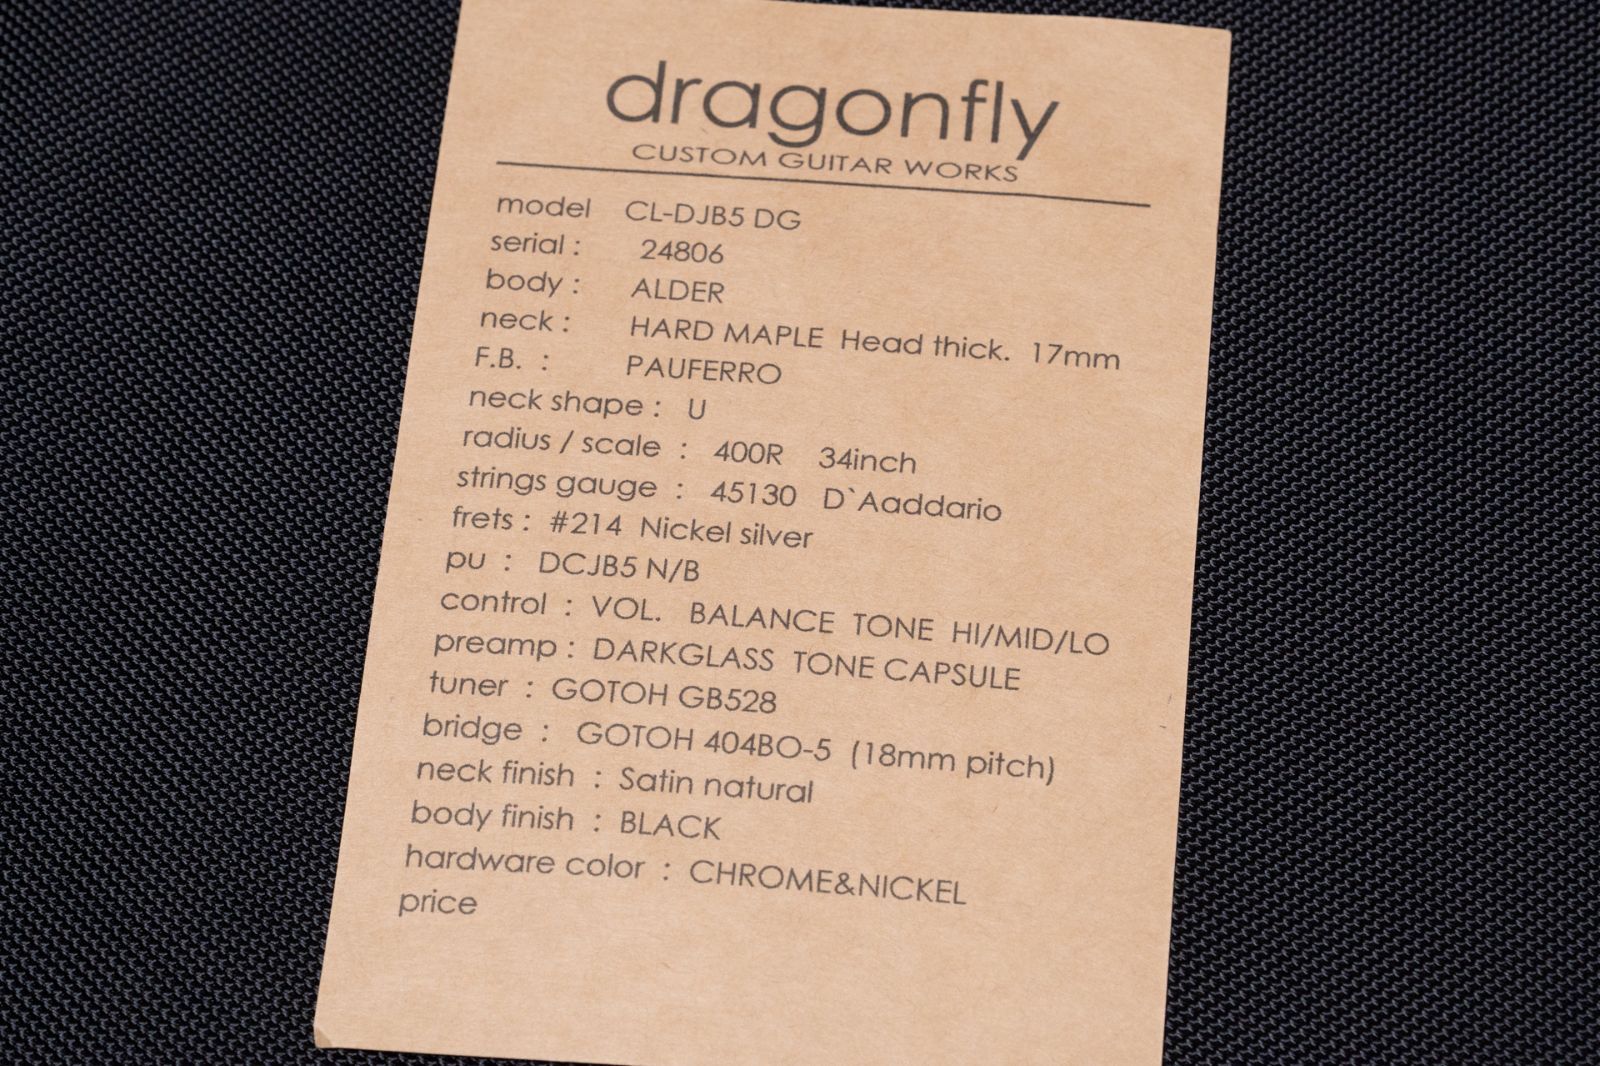 dragonfly
CUSTOM GUITAR WORKS
model CL-DJB5 DG
serial : 24806
body : ALDER
neck : HARD MAPLE Head thick. 17mm
F.B. : PAUFERRO
neck shape : U
radius / scale : 400R 34inch
strings gauge : 45130 D`Aaddario
frets : #214 Nickel silver
pu : DCJB5 N/B
control : VOL. BALANCE TONE HI/MID/LO
preamp : DARKGLASS TONE CAPSULE
tuner : GOTOH GB528
bridge : GOTOH 404BO-5 (18mm pitch)
neck finish : Satin natural
body finish : BLACK
hardware color : CHROME&NICKEL
price